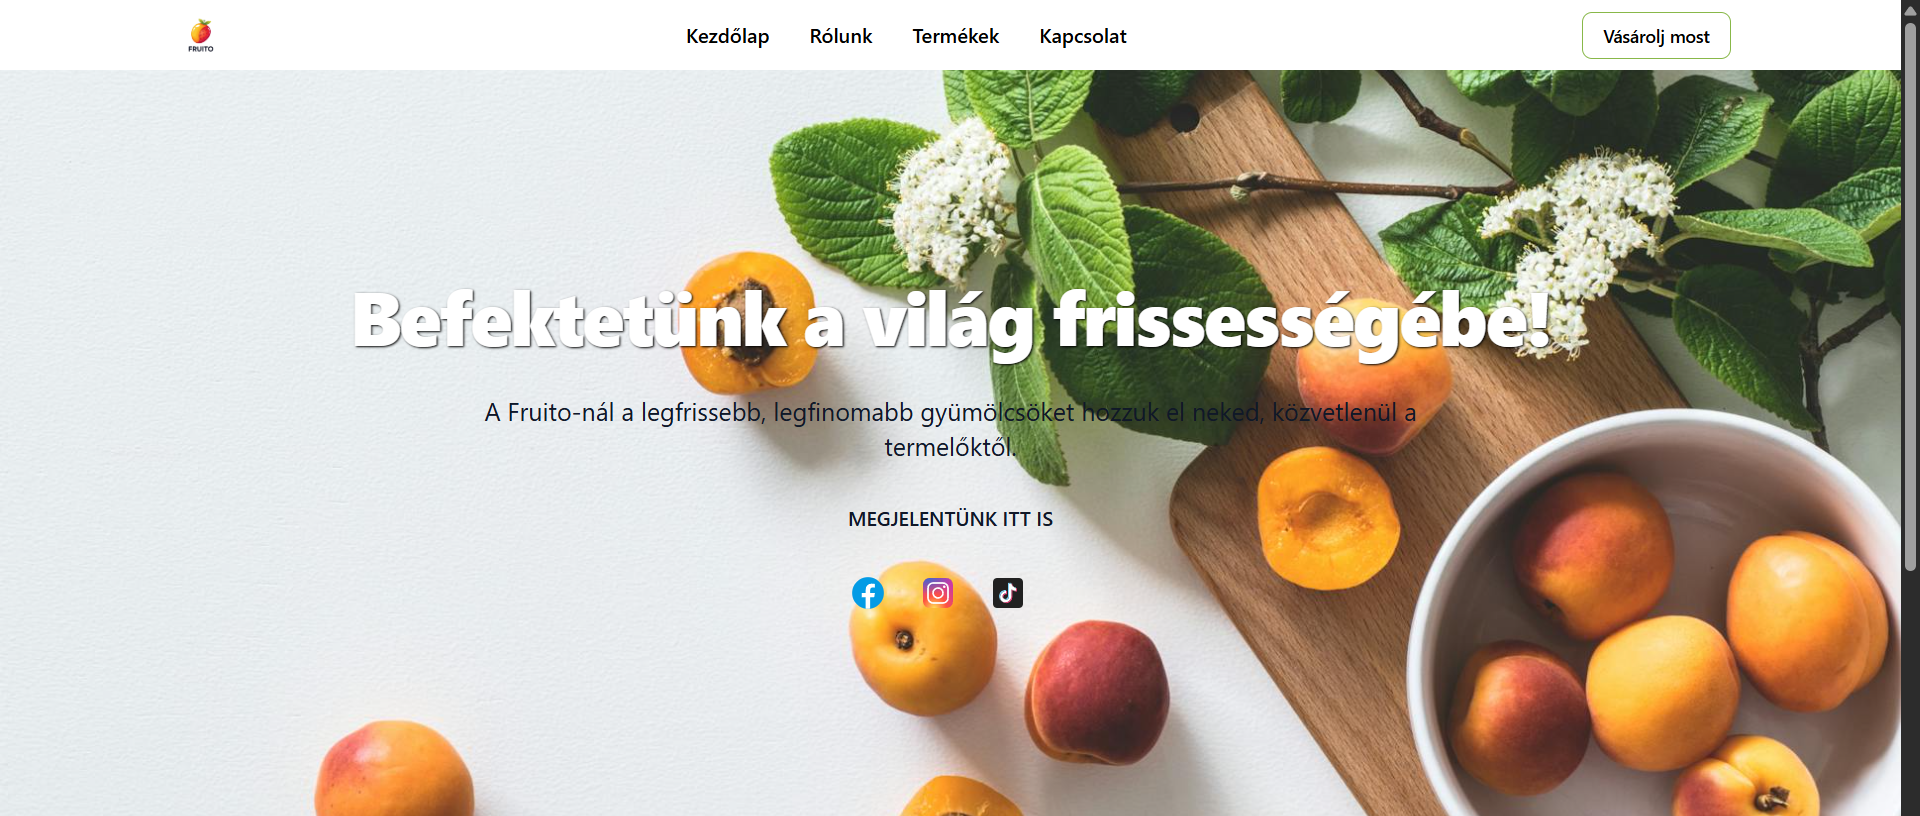 FRUITO
Kezdőlap
Rólunk
Termékek
Kapcsolat
Vásárolj most
Befektetünk a világ frissességébe!
A Fruito-nál a legfrissebb, legfinomabb gyümölcsöket hozzuk el neked, közvetlenül a
termelőktől.
MEGJELENTÜNK ITT IS